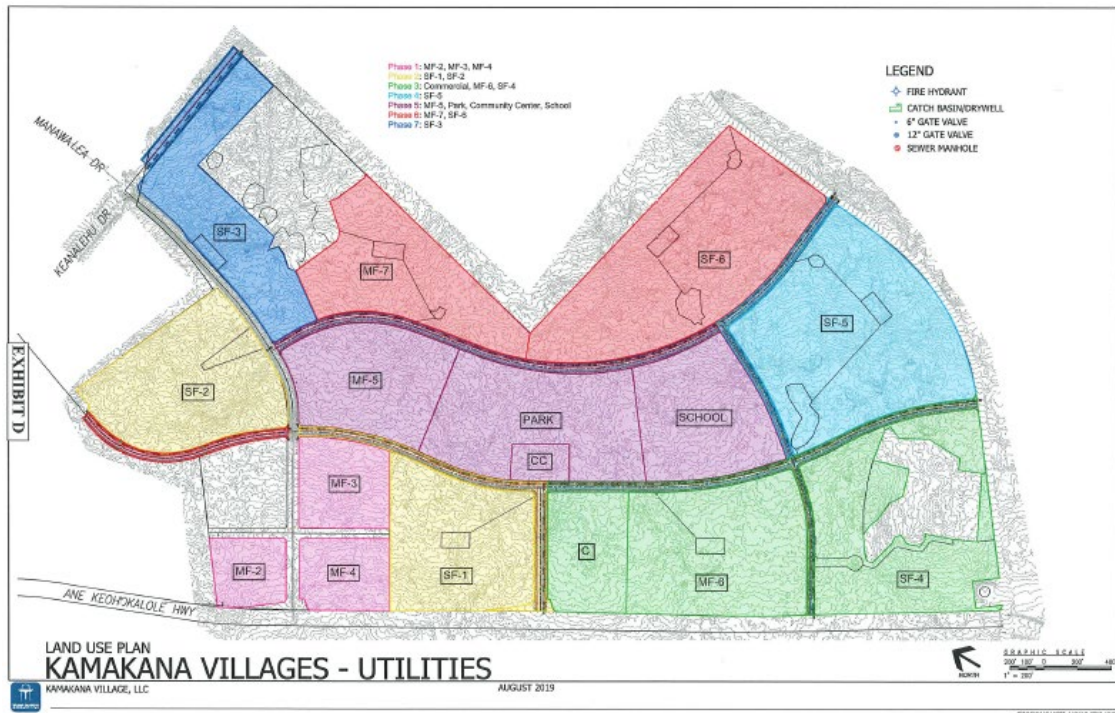 Phase 1: MF-2, MF-3, MF-4
Phase 2: SF-1, SF-2
Phase 3: Commercial, MF-6, SF-4
Phase 4: SF-5
Phase 5: MF-5, Park, Community Center, School
Phase 6: MF-7, SF-6
Phase 7: SF-3
LEGEND
FIRE HYDRANT
CATCH BASIN/DRYWELL
6" GATE VALVE
12" GATE VALVE
SEWER MANHOLE
MANAWALEA DR
KEANALEHU DR
SF-3
MF-7
SF-6
SF-5
EXHIBIT D
SF-2
MF-5
PARK
SCHOOL
CC
MF-3
MF-2
MF-4
SF-1
C
MF-6
SF-4
ANE KEOHOKALOLE HWY
LAND USE PLAN
KAMAKANA VILLAGES - UTILITIES
KAMAKANA VILLAGE, LLC
AUGUST 2019
NORTH
GRAPHIC SCALE
200' 100' 0 200' 400'
1" = 200'